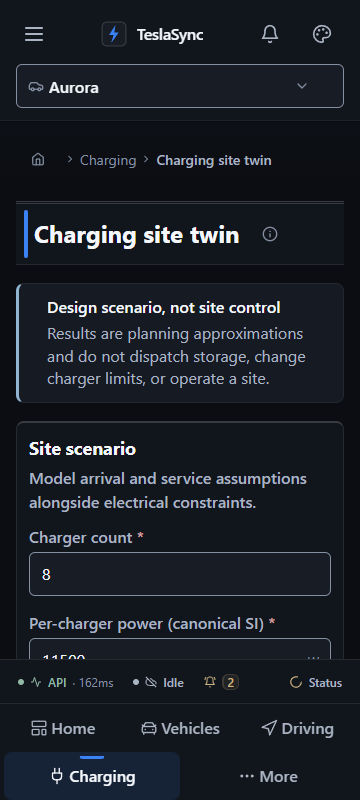 TeslaSync
Aurora
Charging
Charging site twin
Charging site twin
Design scenario, not site control
Results are planning approximations
and do not dispatch storage, change
charger limits, or operate a site.
Site scenario
Model arrival and service assumptions
alongside electrical constraints.
Charger count *
8
Per-charger power (canonical SI) *
11500
API · 162ms
Idle
2
Status
Home
Vehicles
Driving
Charging
More